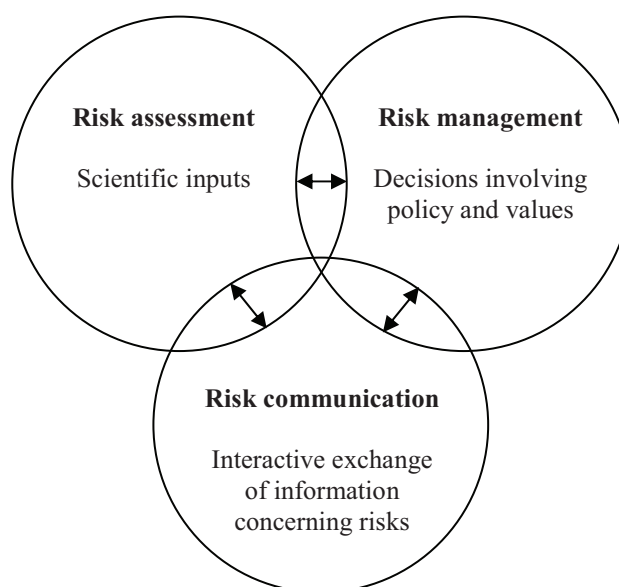 Risk assessment
Scientific inputs
Risk management
Decisions involving
policy and values
Risk communication
Interactive exchange
of information
concerning risks